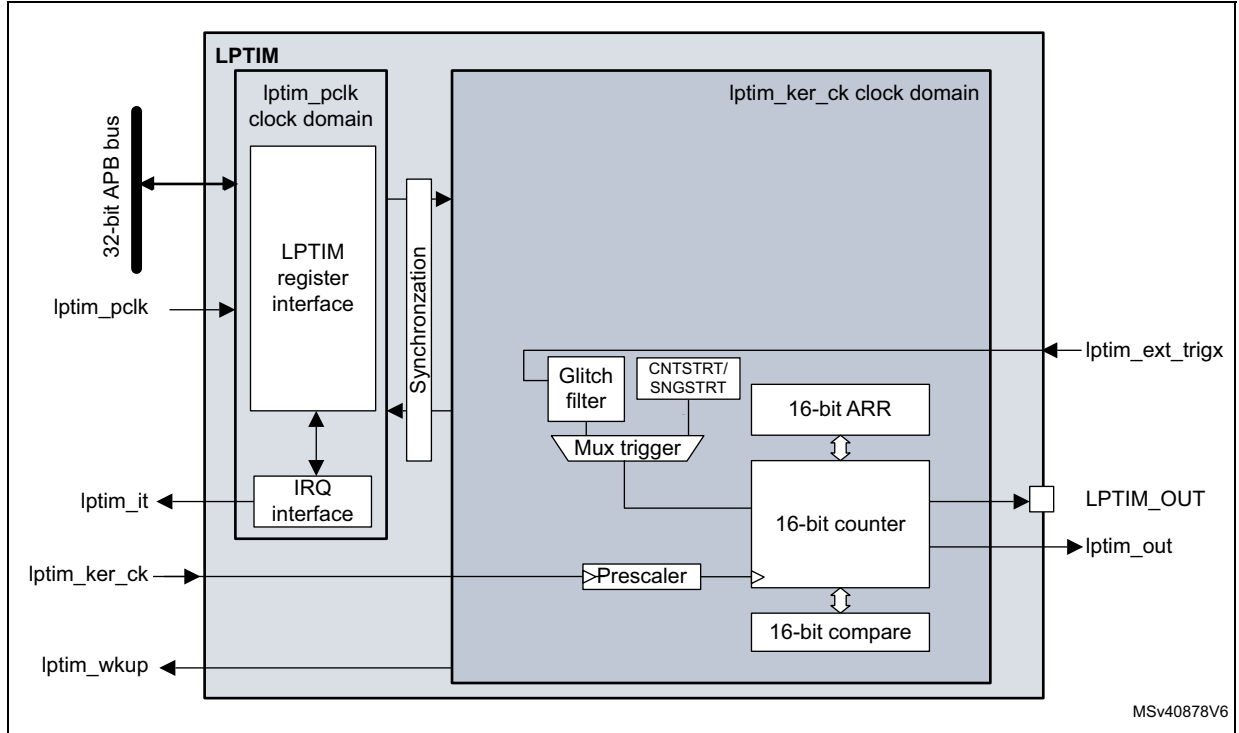 LPTIM
lptim_pclk
clock domain
lptim_ker_ck clock domain
32-bit APB bus
LPTIM
register
interface
Synchronzation
lptim_pclk
lptim_ext_trigx
Glitch
filter
CNTSTRT/
SNGSTRT
16-bit ARR
Mux trigger
IRQ
interface
lptim_it
16-bit counter
LPTIM_OUT
lptim_out
lptim_ker_ck
Prescaler
16-bit compare
lptim_wkup
MSv40878V6